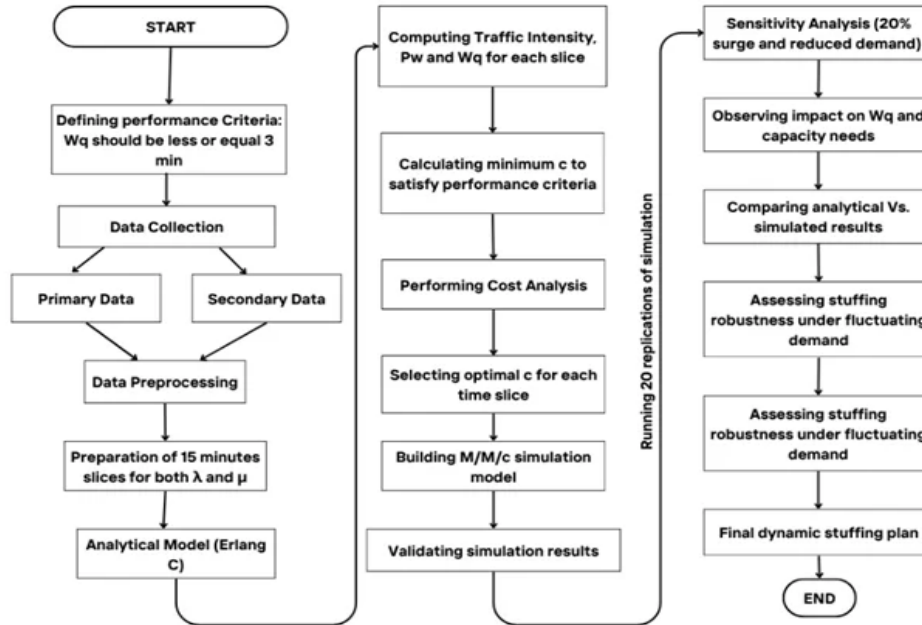 START
Defining performance Criteria:
Wq should be less or equal 3
min
Data Collection
Primary Data
Secondary Data
Data Preprocessing
Preparation of 15 minutes
slices for both λ and μ
Analytical Model (Erlang
C)
Computing Traffic Intensity,
Pw and Wq for each slice
Calculating minimum c to
satisfy performance criteria
Performing Cost Analysis
Selecting optimal c for each
time slice
Building M/M/c simulation
model
Validating simulation results
Running 20 replications of simulation
Sensitivity Analysis (20%
surge and reduced demand)
Observing impact on Wq and
capacity needs
Comparing analytical Vs.
simulated results
Assessing stuffing
robustness under fluctuating
demand
Assessing stuffing
robustness under fluctuating
demand
Final dynamic stuffing plan
END